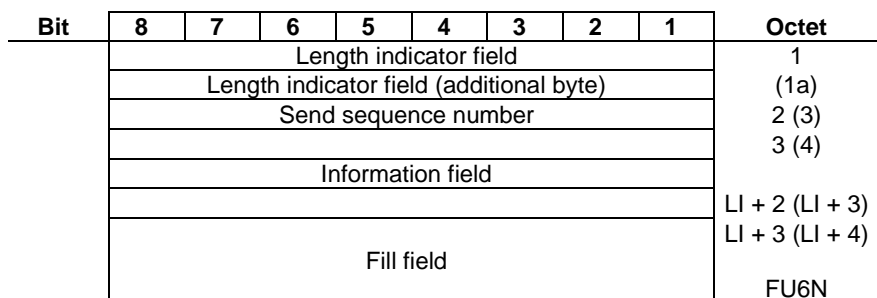 Bit 8 7 6 5 4 3 2 1 Octet
Length indicator field 1
Length indicator field (additional byte) (1a)
Send sequence number 2 (3)
3 (4)
Information field
LI + 2 (LI + 3)
LI + 3 (LI + 4)
Fill field
FU6N